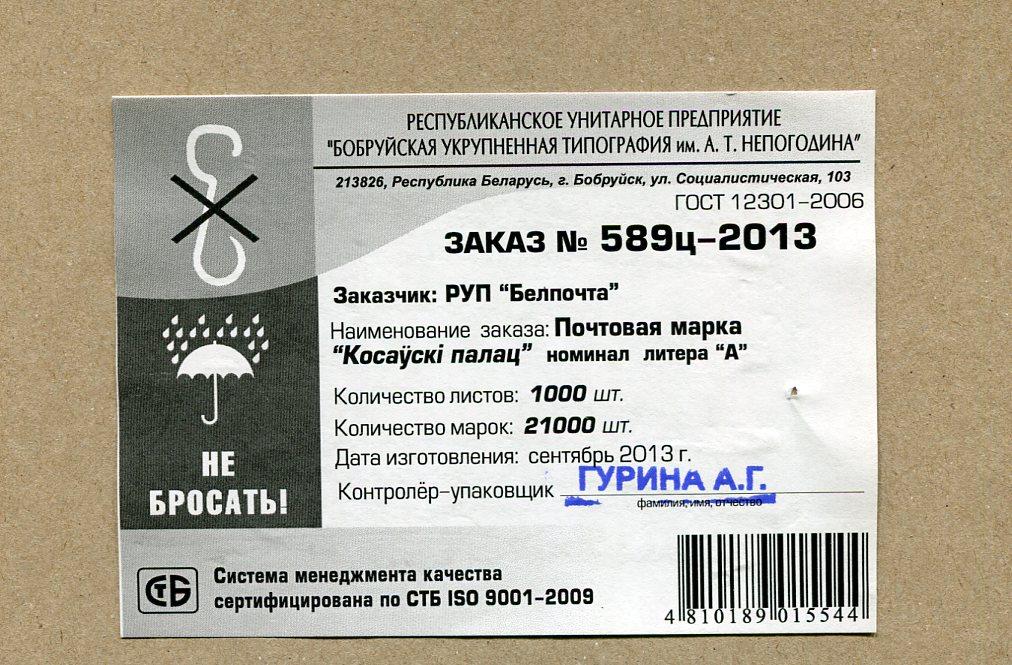 РЕСПУБЛИКАНСКОЕ УНИТАРНОЕ ПРЕДПРИЯТИЕ
"БОБРУЙСКАЯ УКРУПНЕННАЯ ТИПОГРАФИЯ им. А. Т. НЕПОГОДИНА"
213826, Республика Беларусь, г. Бобруйск, ул. Социалистическая, 103
ГОСТ 12301-2006
ЗАКАЗ № 589ц-2013
Заказчик: РУП "Белпочта"
Наименование заказа: Почтовая марка
"Косаўскі палац" номинал литера "А"
Количество листов: 1000 шт.
Количество марок: 21000 шт.
Дата изготовления: сентябрь 2013 г.
Контролёр-упаковщик ГУРИНА А.Г.
фамилия, имя, отчество
НЕ
БРОСАТЬ!
СТБ
Система менеджмента качества
сертифицирована по СТБ ISO 9001-2009
4 810189 015544